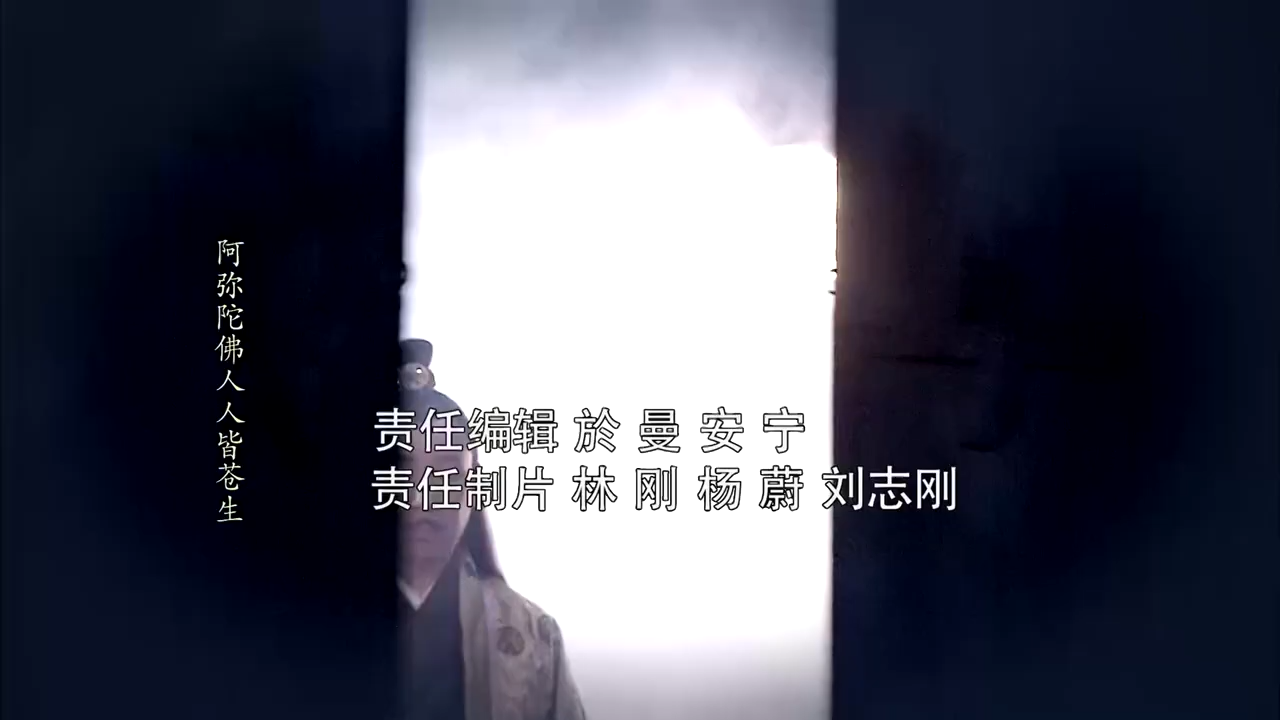 阿弥陀佛人人皆苍生
责任编辑 於 曼 安 宁
责任制片 林 刚 杨 蔚 刘志刚